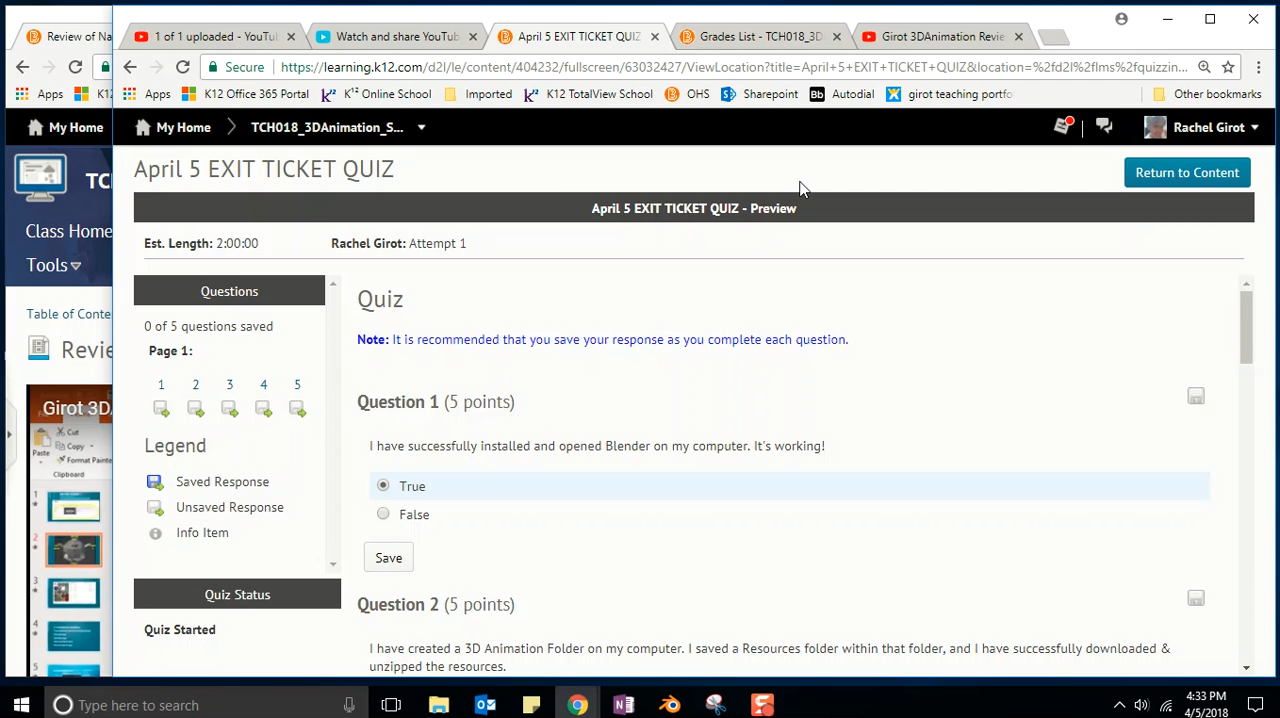 Review of Na
1 of 1 uploaded - YouTu
Watch and share YouTub
April 5 EXIT TICKET QUIZ
Grades List - TCH018_3D
Girot 3DAnimation Revie
Secure
https://learning.k12.com/d2l/le/content/404232/fullscreen/63032427/ViewLocation?title=April+5+EXIT+TICKET+QUIZ&location=%2fd2l%2flms%2fquizzin...
Apps
K1
Apps
K12 Office 365 Portal
K¹² Online School
Imported
K12 TotalView School
OHS
Sharepoint
Bb
Autodial
girot teaching portfo
Other bookmarks
My Home
My Home
TCH018_3DAnimation_S...
Rachel Girot
TC
Class Home
Tools
Table of Conte
Revie
Girot 3D
Cut
Copy
Format Painte
Paste
Clipboard
1
2
3
4
5
April 5 EXIT TICKET QUIZ
Return to Content
April 5 EXIT TICKET QUIZ - Preview
Est. Length: 2:00:00
Rachel Girot: Attempt 1
Questions
0 of 5 questions saved
Page 1:
1 2 3 4 5
Legend
Saved Response
Unsaved Response
Info Item
Quiz Status
Quiz Started
Quiz
Note: It is recommended that you save your response as you complete each question.
Question 1 (5 points)
I have successfully installed and opened Blender on my computer. It's working!
True
False
Save
Question 2 (5 points)
I have created a 3D Animation Folder on my computer. I saved a Resources folder within that folder, and I have successfully downloaded &
unzipped the resources.
Type here to search
4:33 PM
4/5/2018